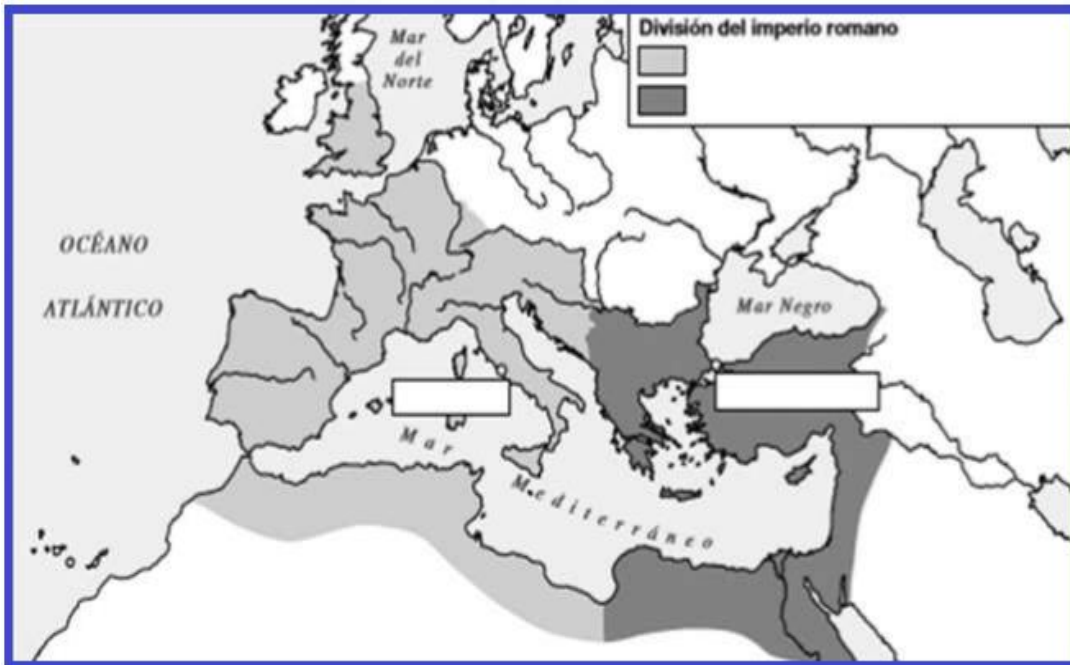 División del imperio romano
Mar
del
Norte
OCÉANO
ATLÁNTICO
Mar Negro
Mar
Mediterráneo